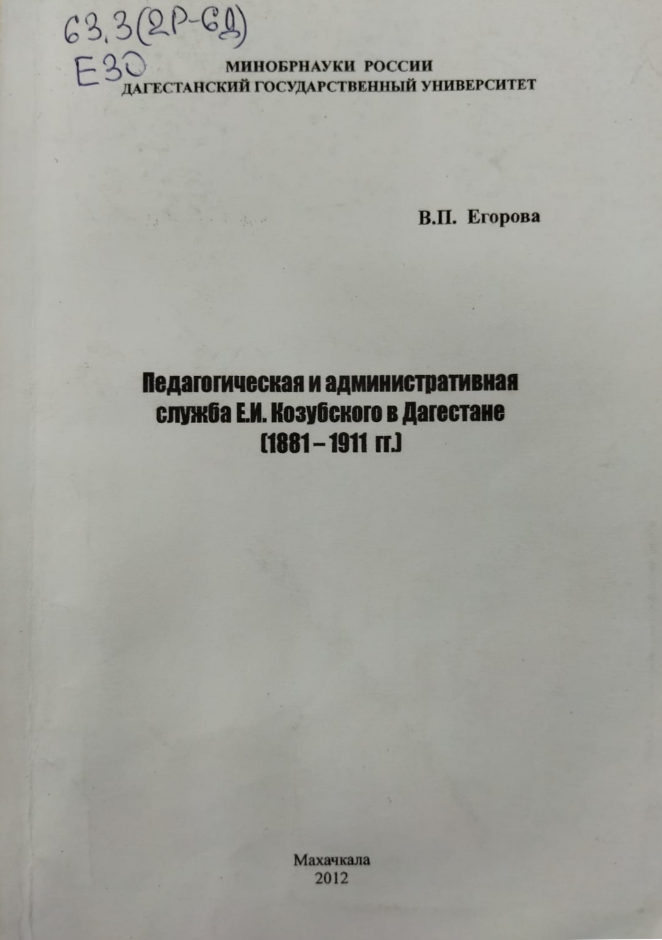 63.3(2Р-6Д)
Е30
МИНОБРНАУКИ РОССИИ
ДАГЕСТАНСКИЙ ГОСУДАРСТВЕННЫЙ УНИВЕРСИТЕТ
В.П. Егорова
Педагогическая и административная
служба Е.И. Козубского в Дагестане
(1881 – 1911 гг.)
Махачкала
2012